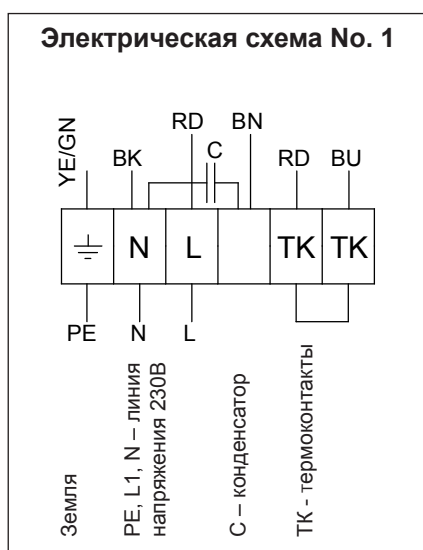 Электрическая схема No. 1
RD BN
YE/GN BK C RD BU
N L TK TK
PE N L
Земля
PE, L1, N – линия
напряжения 230В
C – конденсатор
ТК - термоконтакты